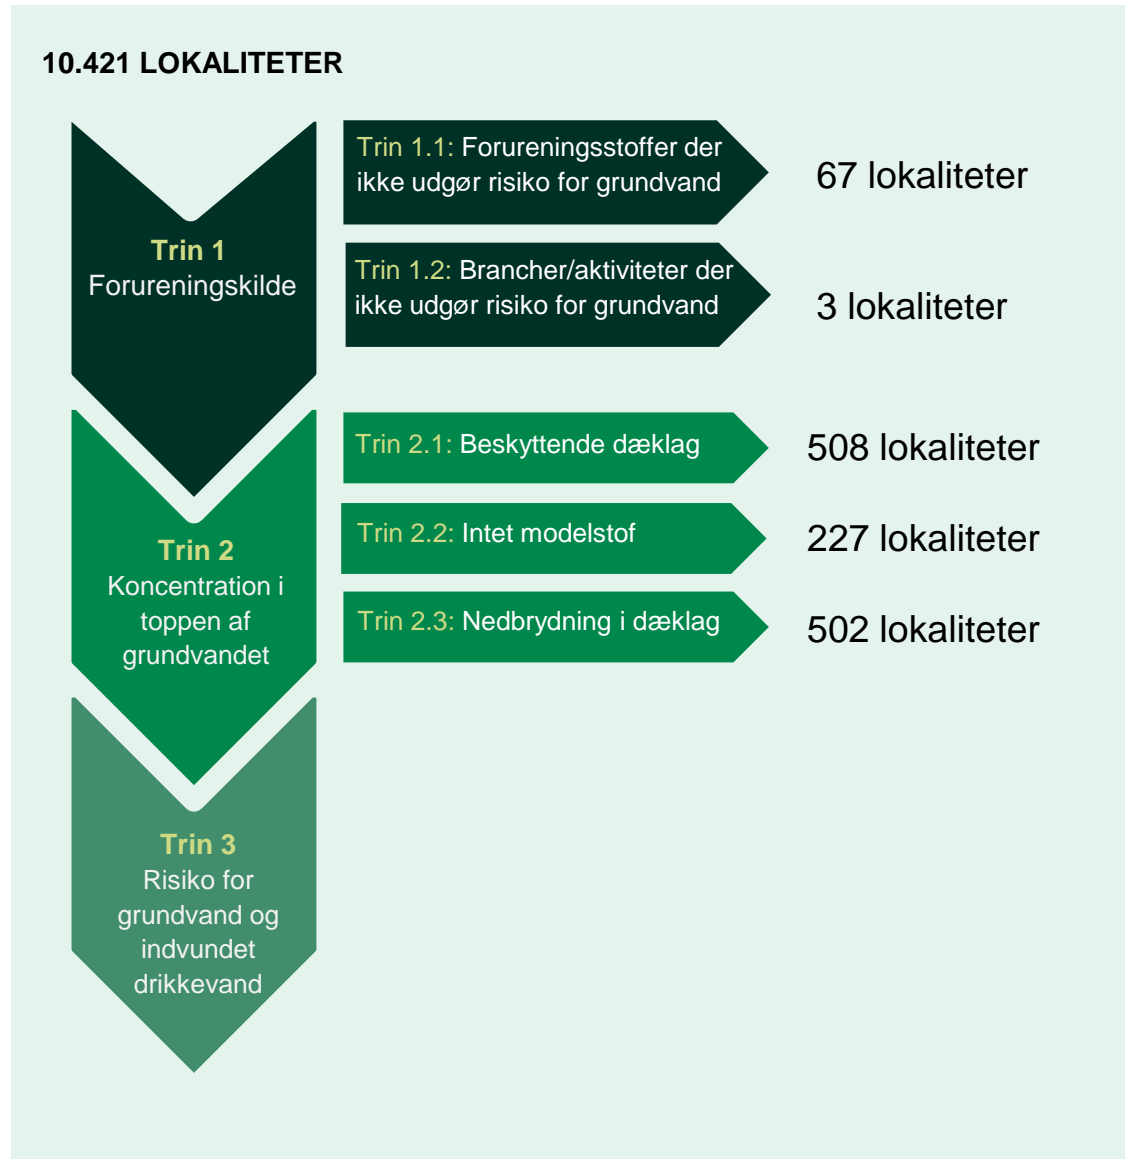 10.421 LOKALITETER
Trin 1
Forureningskilde
Trin 1.1: Forureningsstoffer der
ikke udgør risiko for grundvand
67 lokaliteter
Trin 1.2: Brancher/aktiviteter der
ikke udgør risiko for grundvand
3 lokaliteter
Trin 2
Koncentration i
toppen af
grundvandet
Trin 2.1: Beskyttende dæklag
508 lokaliteter
Trin 2.2: Intet modelstof
227 lokaliteter
Trin 2.3: Nedbrydning i dæklag
502 lokaliteter
Trin 3
Risiko for
grundvand og
indvundet
drikkevand